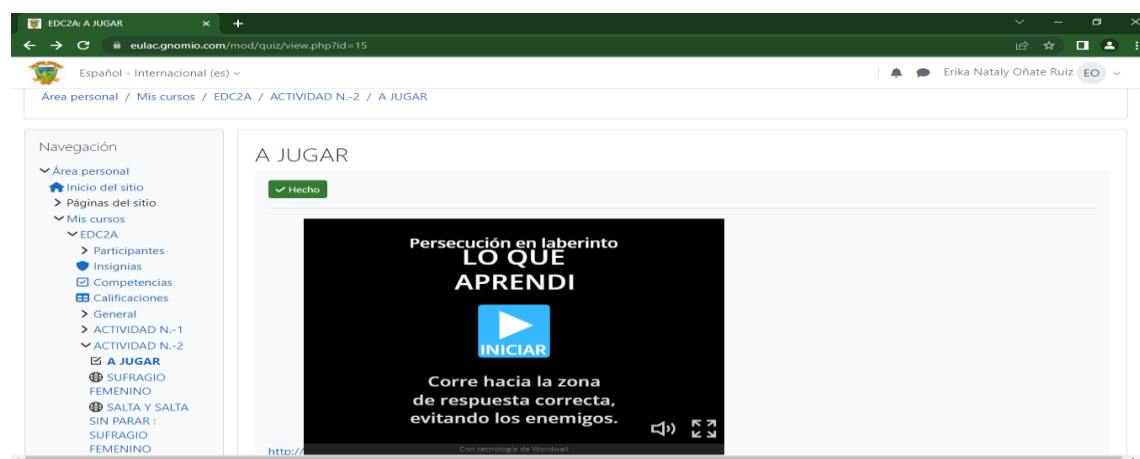 EDC2A: A JUGAR
eulac.gnomio.com/mod/quiz/view.php?id=15
Español - Internacional (es)
Erika Nataly Oñate Ruiz EO
Área personal / Mis cursos / EDC2A / ACTIVIDAD N.-2 / A JUGAR
Navegación
Área personal
Inicio del sitio
Páginas del sitio
Mis cursos
EDC2A
Participantes
Insignias
Competencias
Calificaciones
General
ACTIVIDAD N.-1
ACTIVIDAD N.-2
A JUGAR
SUFRAGIO
FEMENINO
SALTA Y SALTA
SIN PARAR :
SUFRAGIO
FEMENINO
A JUGAR
Hecho
Persecución en laberinto
LO QUE
APRENDI
INICIAR
Corre hacia la zona
de respuesta correcta,
evitando los enemigos.
Con tecnología de Wordwall
http://